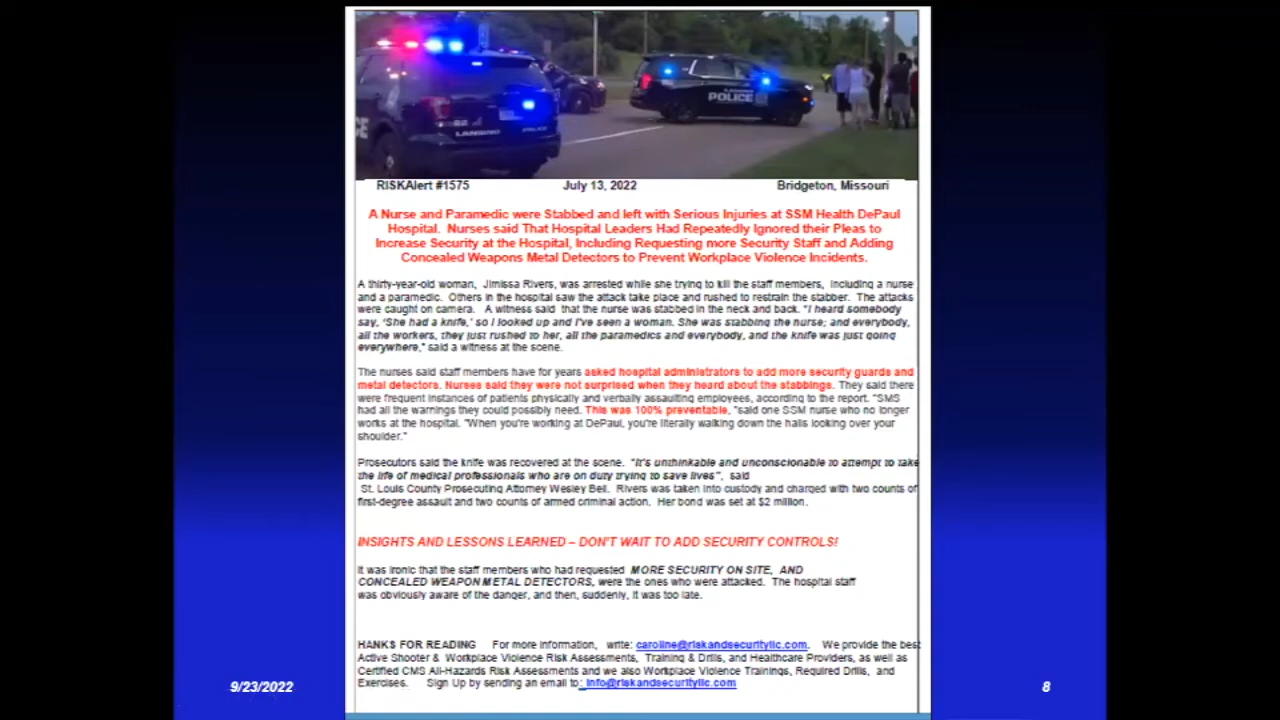 LANSING POLICE
LANSING
POLICE
RISKAlert #1575 July 13, 2022 Bridgeton, Missouri
A Nurse and Paramedic were Stabbed and left with Serious Injuries at SSM Health DePaul
Hospital. Nurses said That Hospital Leaders Had Repeatedly Ignored their Pleas to
Increase Security at the Hospital, Including Requesting more Security Staff and Adding
Concealed Weapons Metal Detectors to Prevent Workplace Violence Incidents.
A thirty-year-old woman, Jimissa Rivers, was arrested while she trying to kill the staff members, including a nurse
and a paramedic. Others in the hospital saw the attack take place and rushed to restrain the stabber. The attacks
were caught on camera. A witness said that the nurse was stabbed in the neck and back. "I heard somebody
say, 'She had a knife,' so I looked up and I've seen a woman. She was stabbing the nurse; and everybody,
all the workers, they just rushed to her, all the paramedics and everybody, and the knife was just going
everywhere," said a witness at the scene.
The nurses said staff members have for years asked hospital administrators to add more security guards and
metal detectors. Nurses said they were not surprised when they heard about the stabbings. They said there
were frequent instances of patients physically and verbally assaulting employees, according to the report. "SMS
had all the warnings they could possibly need. This was 100% preventable, "said one SSM nurse who no longer
works at the hospital. "When you're working at DePaul, you're literally walking down the halls looking over your
shoulder."
Prosecutors said the knife was recovered at the scene. "It's unthinkable and unconscionable to attempt to take
the life of medical professionals who are on duty trying to save lives", said
St. Louis County Prosecuting Attorney Wesley Bell. Rivers was taken into custody and charged with two counts of
first-degree assault and two counts of armed criminal action. Her bond was set at $2 million.
INSIGHTS AND LESSONS LEARNED – DON'T WAIT TO ADD SECURITY CONTROLS!
It was ironic that the staff members who had requested MORE SECURITY ON SITE, AND
CONCEALED WEAPON METAL DETECTORS, were the ones who were attacked. The hospital staff
was obviously aware of the danger, and then, suddenly, it was too late.
HANKS FOR READING For more information, write: caroline@riskandsecurityllc.com. We provide the best
Active Shooter & Workplace Violence Risk Assessments, Training & Drills, and Healthcare Providers, as well as
Certified CMS All-Hazards Risk Assessments and we also Workplace Violence Trainings, Required Drills, and
Exercises. Sign Up by sending an email to: info@riskandsecurityllc.com
9/23/2022 8